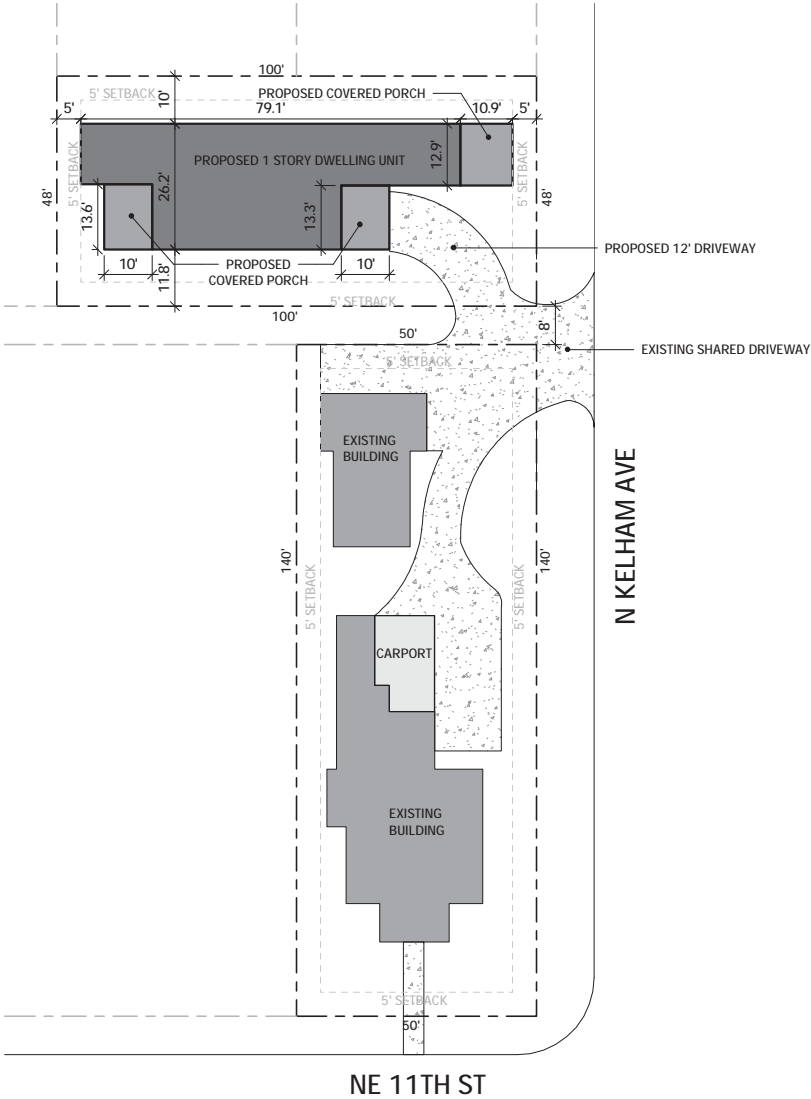 100'
5' SETBACK
10'
PROPOSED COVERED PORCH
5'
79.1'
10.9'
5'
PROPOSED 1 STORY DWELLING UNIT
12.9'
5' SETBACK
5' SETBACK
48'
48'
26.2'
13.6'
13.3'
10'
PROPOSED
COVERED PORCH
10'
11.8'
PROPOSED 12' DRIVEWAY
5' SETBACK
100'
50'
8'
EXISTING SHARED DRIVEWAY
5' SETBACK
EXISTING
BUILDING
140'
140'
5' SETBACK
5' SETBACK
N KELHAM AVE
CARPORT
EXISTING
BUILDING
5' SETBACK
50'
NE 11TH ST